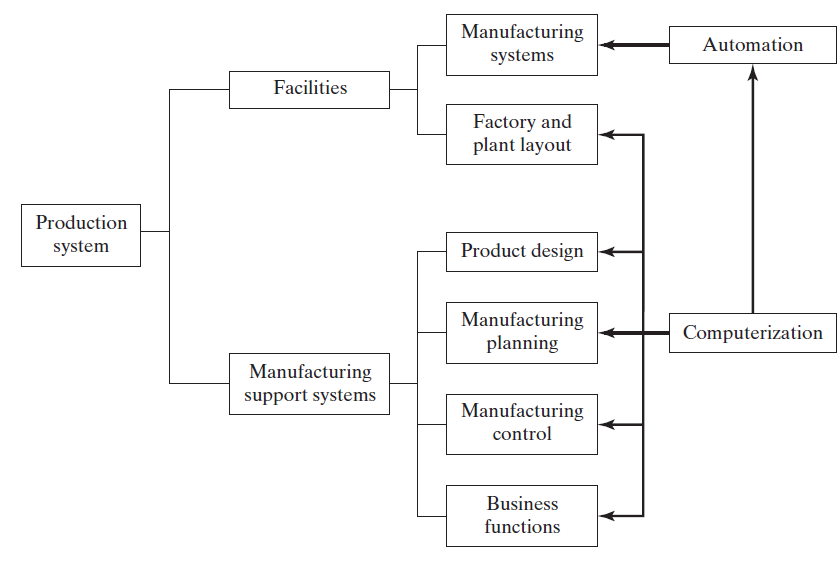 Manufacturing
systems
Automation
Facilities
Factory and
plant layout
Production
system
Product design
Manufacturing
planning
Computerization
Manufacturing
support systems
Manufacturing
control
Business
functions